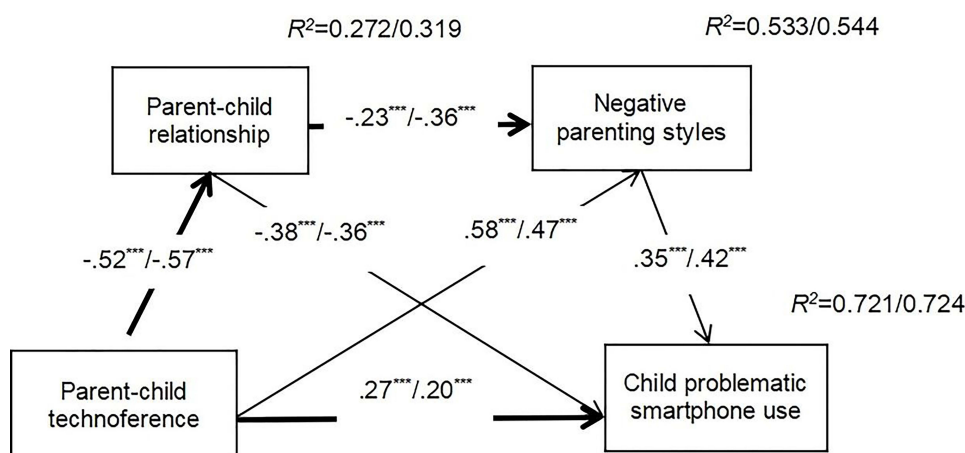 R²=0.272/0.319
R²=0.533/0.544
Parent-child
relationship
-.23***/-.36***
Negative
parenting styles
-.52***/-.57***
-.38***/-.36***
.58***/.47***
.35***/.42***
R²=0.721/0.724
Parent-child
technoference
.27***/.20***
Child problematic
smartphone use